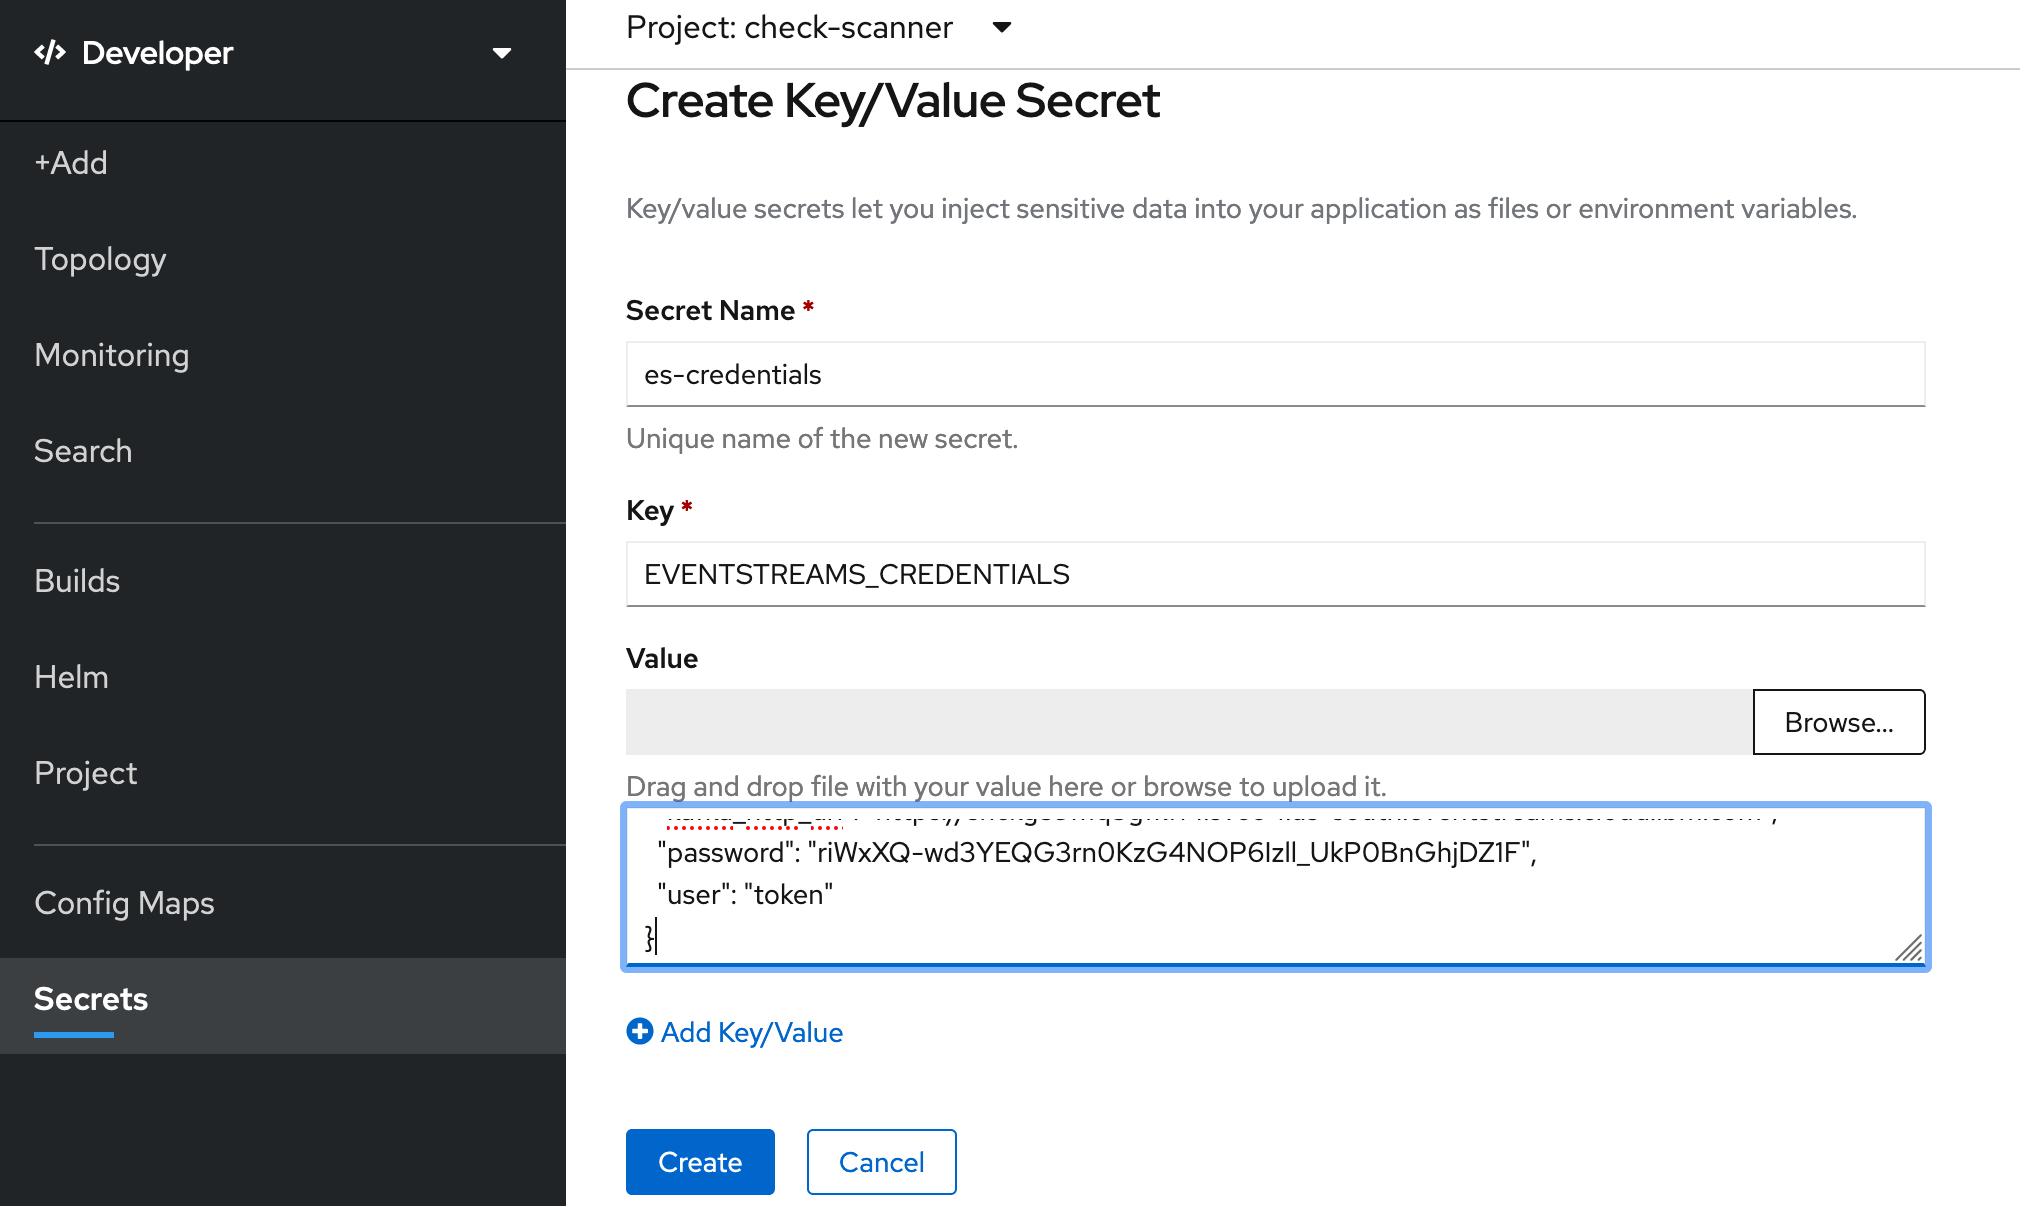 Developer
+Add
Topology
Monitoring
Search
Builds
Helm
Project
Config Maps
Secrets
Project: check-scanner
Create Key/Value Secret
Key/value secrets let you inject sensitive data into your application as files or environment variables.
Secret Name *
es-credentials
Unique name of the new secret.
Key *
EVENTSTREAMS_CREDENTIALS
Value
Browse...
Drag and drop file with your value here or browse to upload it.
"password": "riWxXQ-wd3YEQG3rn0KzG4NOP6Izll_UkP0BnGhjDZ1F",
"user": "token"
}
Add Key/Value
Create
Cancel